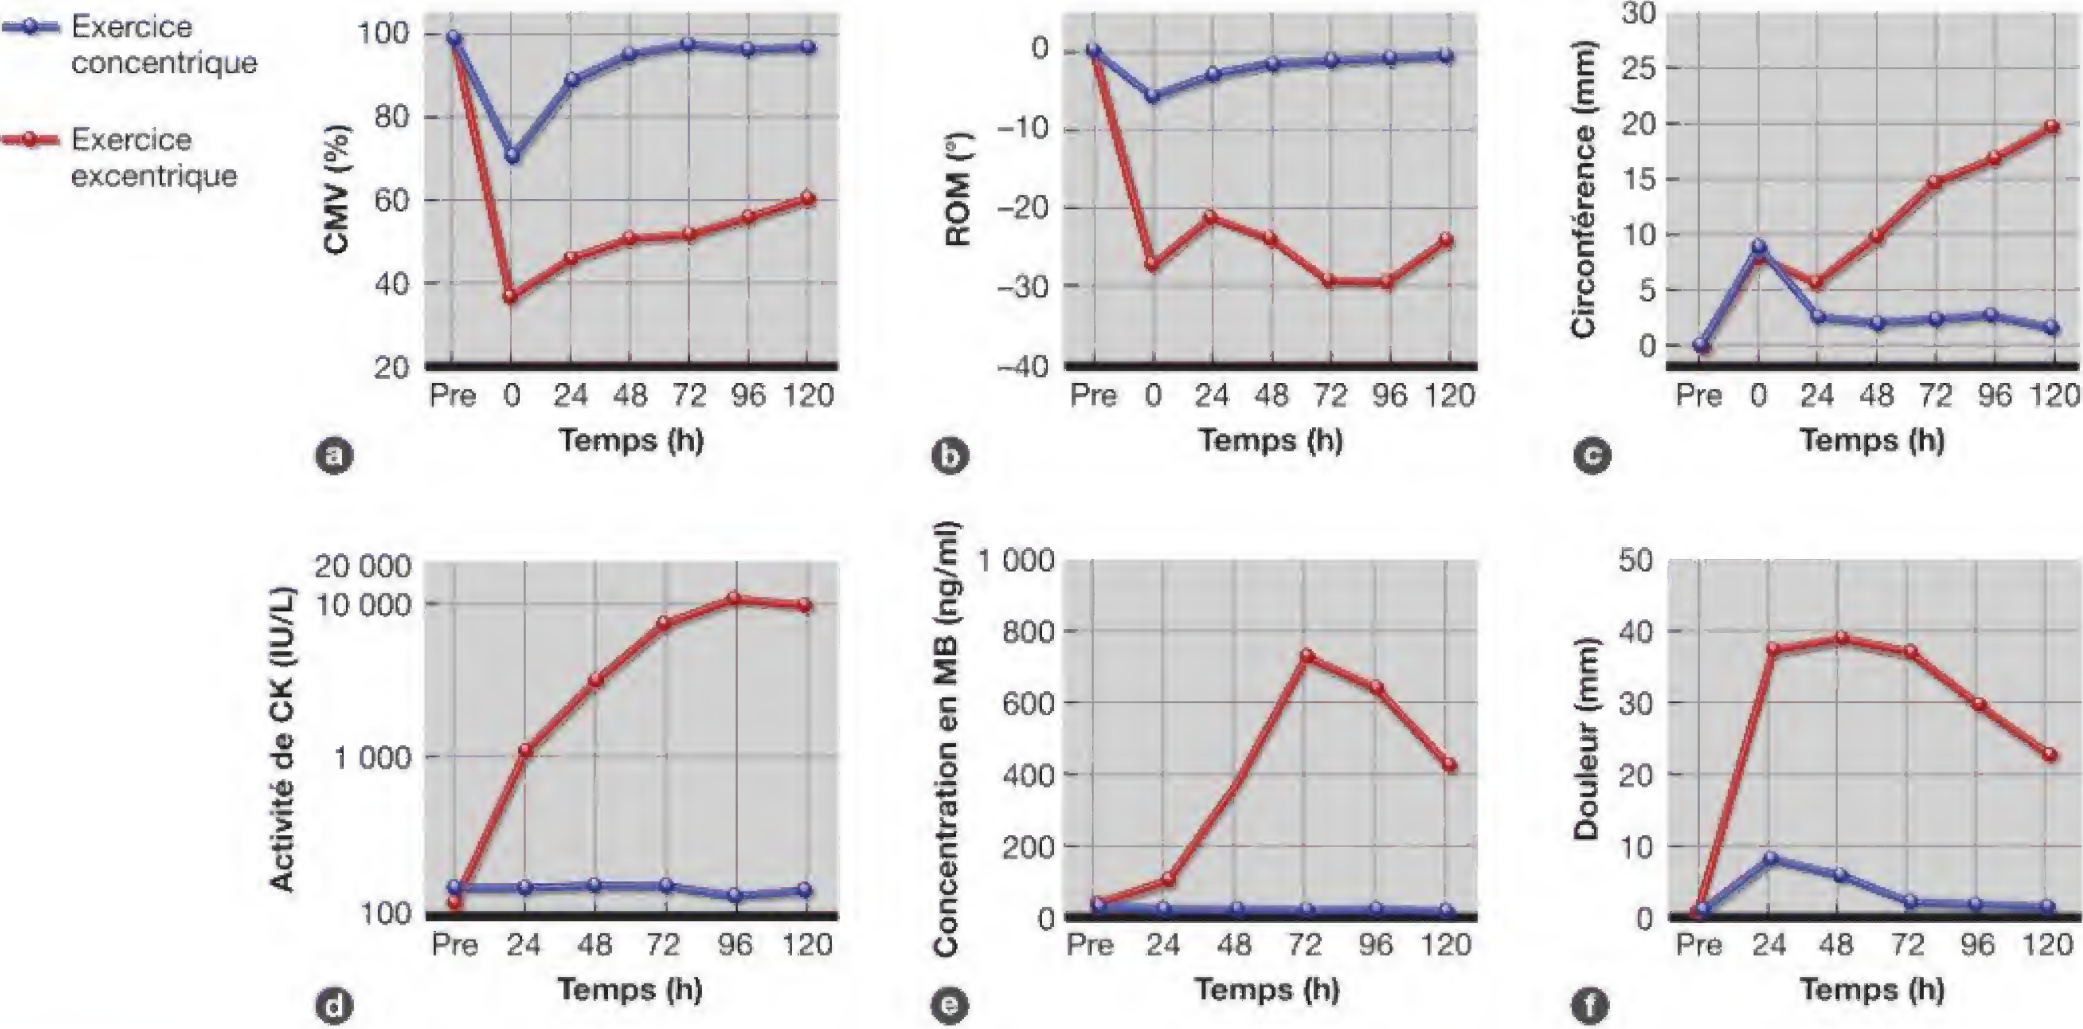 Exercice
concentrique
Exercice
excentrique
CMV (%)
100
80
60
40
20
Pre 0 24 48 72 96 120
Temps (h)
a
ROM (°)
0
−10
−20
−30
−40
Pre 0 24 48 72 96 120
Temps (h)
b
Circonférence (mm)
30
25
20
15
10
5
0
Pre 0 24 48 72 96 120
Temps (h)
c
Activité de CK (IU/L)
20 000
10 000
1 000
100
Pre 24 48 72 96 120
Temps (h)
d
Concentration en MB (ng/ml)
1 000
800
600
400
200
0
Pre 24 48 72 96 120
Temps (h)
e
Douleur (mm)
50
40
30
20
10
0
Pre 24 48 72 96 120
Temps (h)
f